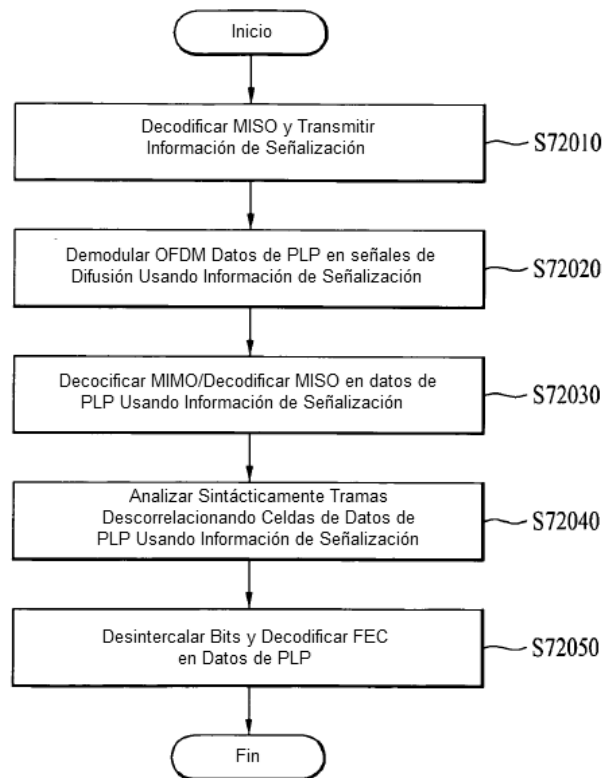 Inicio
Decodificar MISO y Transmitir
Información de Señalización
S72010
Demodular OFDM Datos de PLP en señales de
Difusión Usando Información de Señalización
S72020
Decocificar MIMO/Decodificar MISO en datos de
PLP Usando Información de Señalización
S72030
Analizar Sintácticamente Tramas
Descorrelacionando Celdas de Datos de
PLP Usando Información de Señalización
S72040
Desintercalar Bits y Decodificar FEC
en Datos de PLP
S72050
Fin